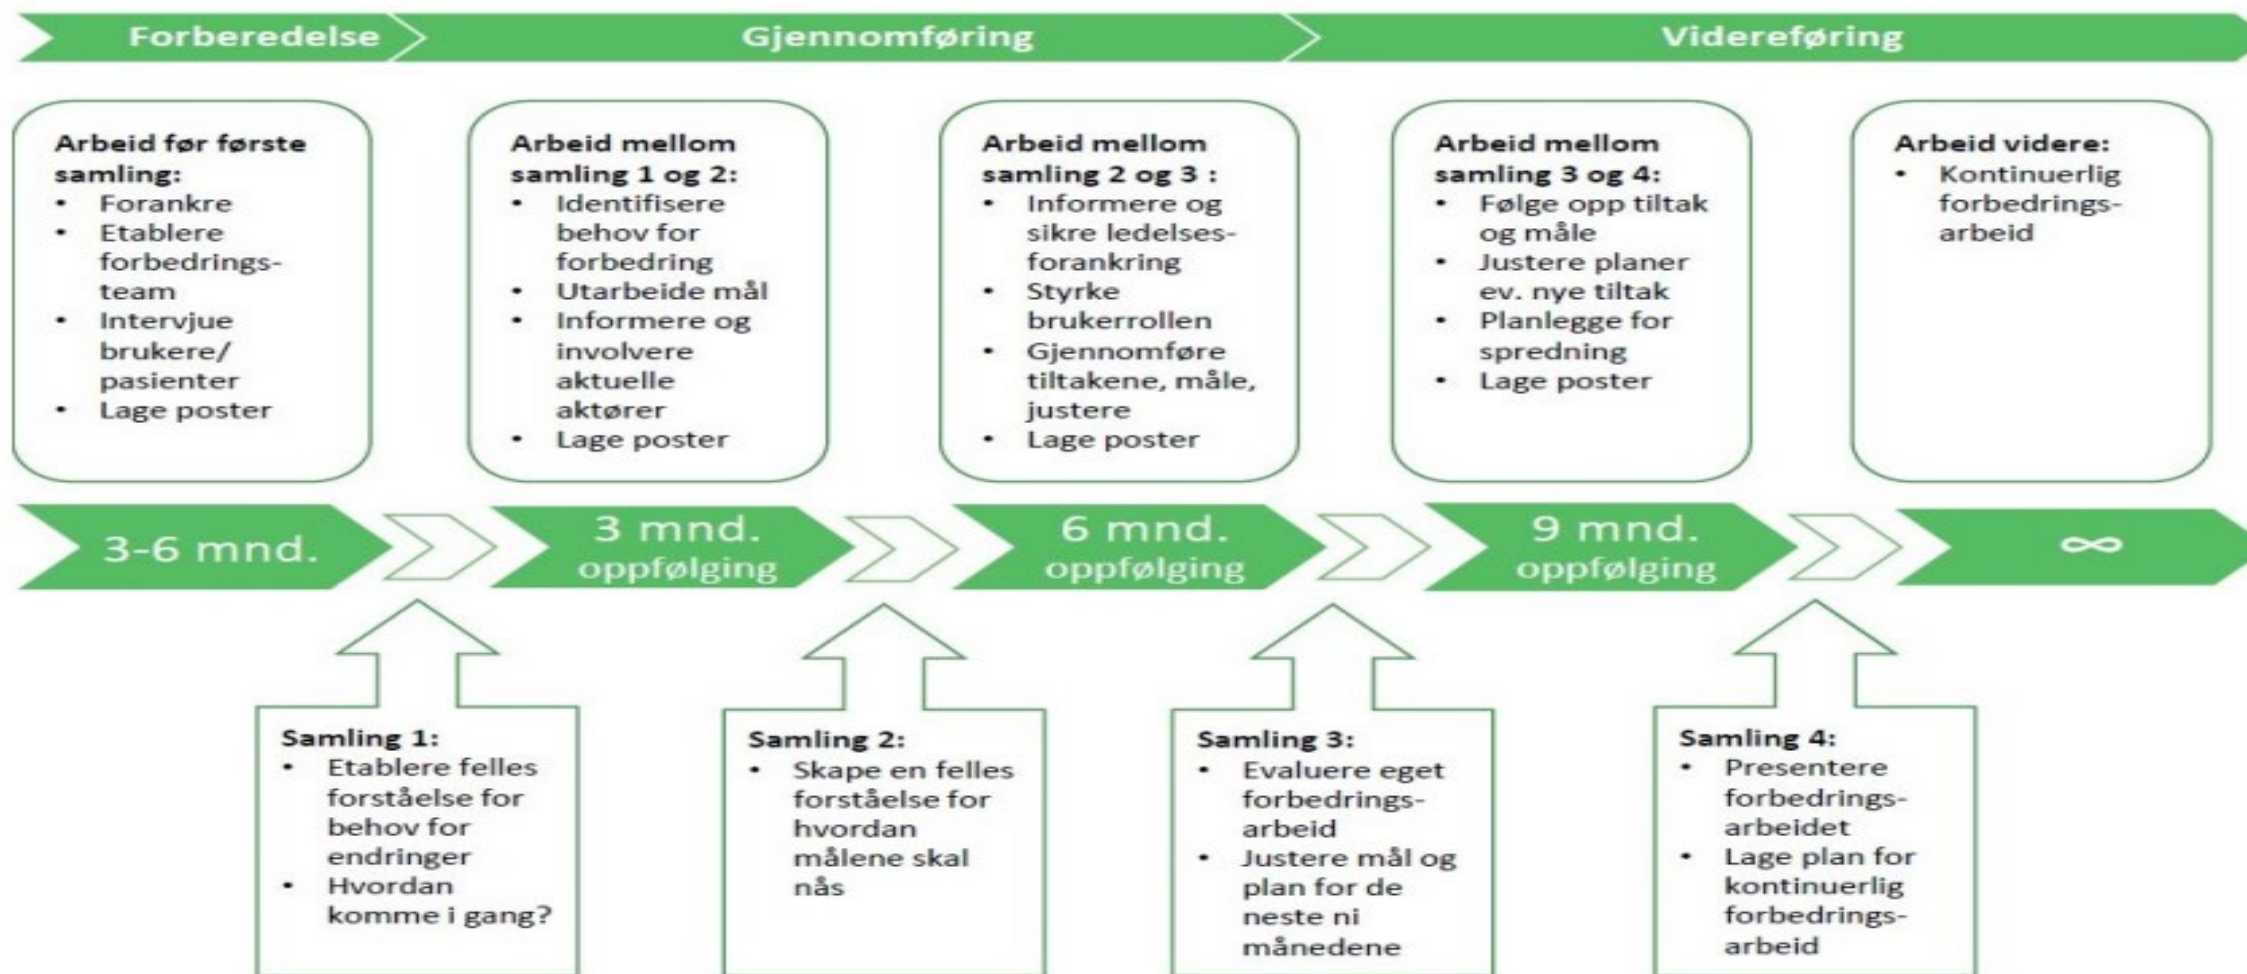 Forberedelse
Gjennomføring
Videreføring
Arbeid før første
samling:
• Forankre
• Etablere
forbedrings-
team
• Intervjue
brukere/
pasienter
• Lage poster
Arbeid mellom
samling 1 og 2:
• Identifisere
behov for
forbedring
• Utarbeide mål
• Informere og
involvere
aktuelle
aktører
• Lage poster
Arbeid mellom
samling 2 og 3 :
• Informere og
sikre ledelses-
forankring
• Styrke
brukerrollen
• Gjennomføre
tiltakene, måle,
justere
• Lage poster
Arbeid mellom
samling 3 og 4:
• Følge opp tiltak
og måle
• Justere planer
ev. nye tiltak
• Planlegge for
spredning
• Lage poster
Arbeid videre:
• Kontinuerlig
forbedrings-
arbeid
3-6 mnd.
3 mnd.
oppfølging
6 mnd.
oppfølging
9 mnd.
oppfølging
∞
Samling 1:
• Etablere felles
forståelse for
behov for
endringer
• Hvordan
komme i gang?
Samling 2:
• Skape en felles
forståelse for
hvordan
målene skal
nås
Samling 3:
• Evaluere eget
forbedrings-
arbeid
• Justere mål og
plan for de
neste ni
månedene
Samling 4:
• Presentere
forbedrings-
arbeidet
• Lage plan for
kontinuerlig
forbedrings-
arbeid